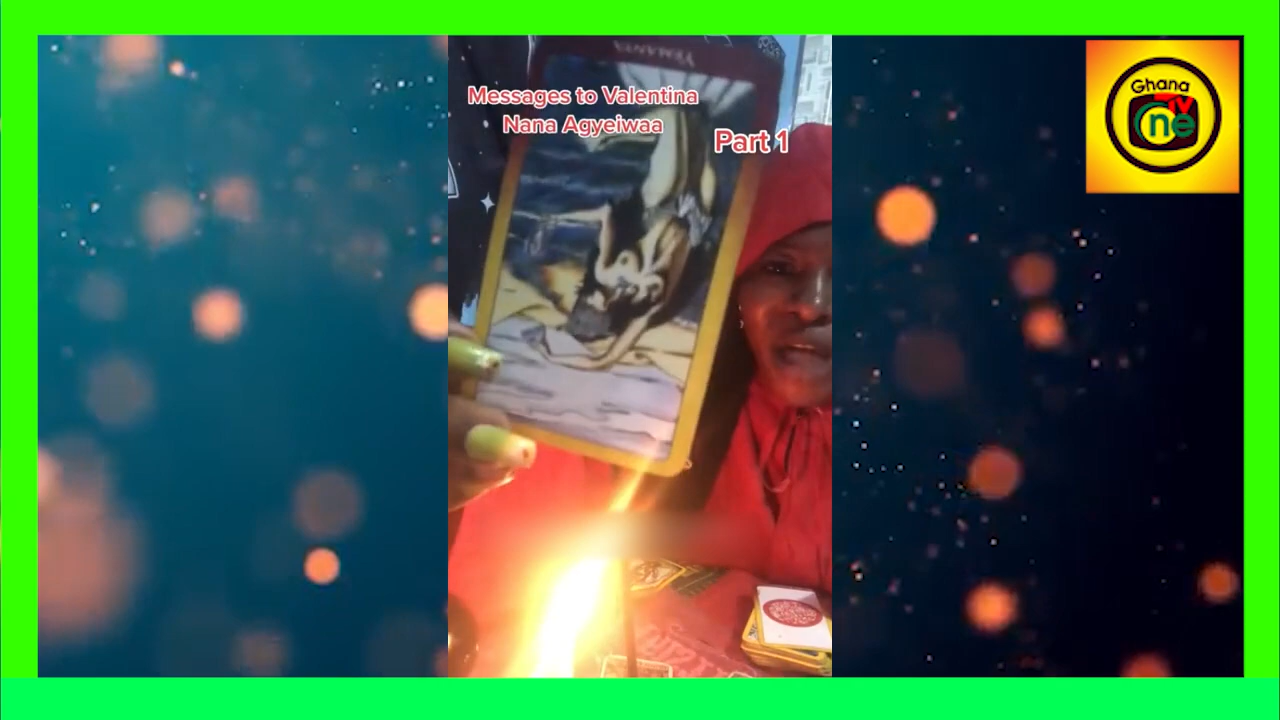 Messages to Valentina
Nana Agyeiwaa
Part 1
Ghana
TV
One